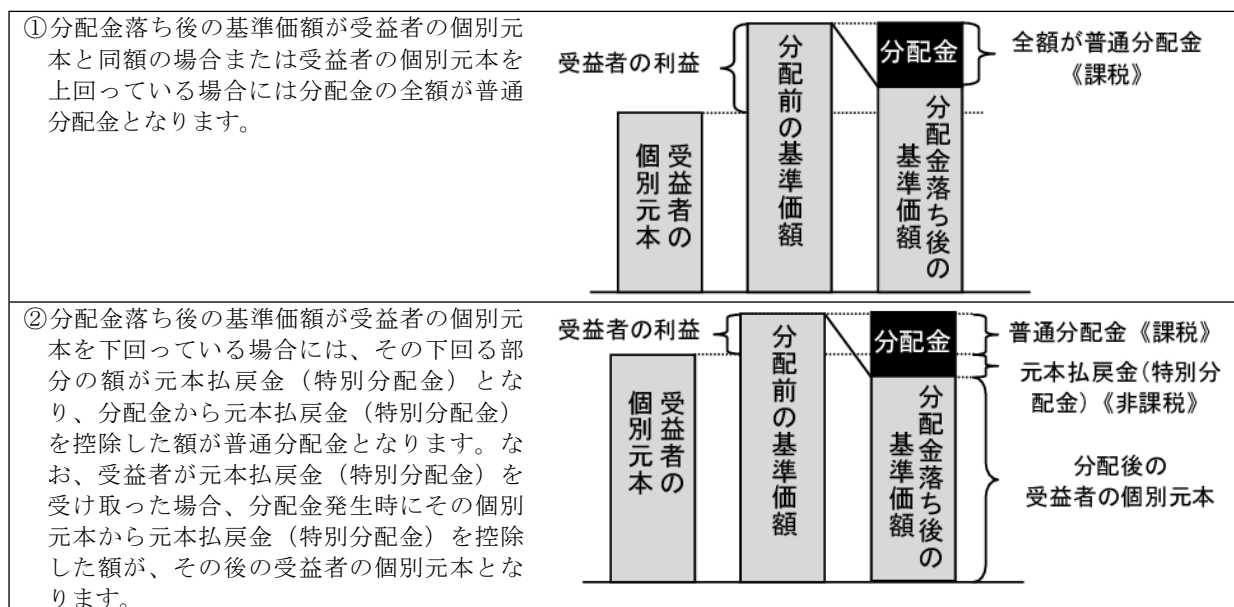 ①分配金落ち後の基準価額が受益者の個別元
本と同額の場合または受益者の個別元本を
上回っている場合には分配金の全額が普通
分配金となります。
受益者の利益
受益者の
個別元本
分配前の基準価額
分配金
分配金落ち後の
基準価額
全額が普通分配金
《課税》
②分配金落ち後の基準価額が受益者の個別元
本を下回っている場合には、その下回る部
分の額が元本払戻金（特別分配金）とな
り、分配金から元本払戻金（特別分配金）
を控除した額が普通分配金となります。な
お、受益者が元本払戻金（特別分配金）を
受け取った場合、分配金発生時にその個別
元本から元本払戻金（特別分配金）を控除
した額が、その後の受益者の個別元本とな
ります。
受益者の利益
受益者の
個別元本
分配前の基準価額
分配金
分配金落ち後の
基準価額
普通分配金《課税》
元本払戻金(特別分
配金)《非課税》
分配後の
受益者の個別元本